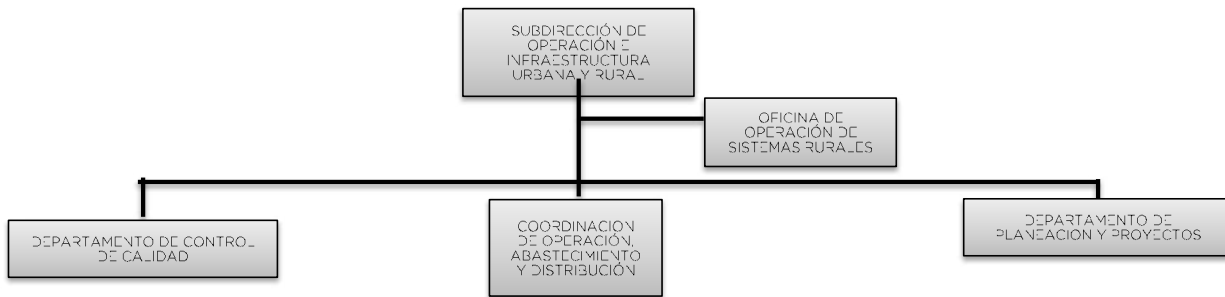 SUBDIRECCIÓN DE
OPERACIÓN E
INFRAESTRUCTURA
URBANA Y RURAL
OFICINA DE
OPERACIÓN DE
SISTEMAS RURALES
DEPARTAMENTO DE CONTROL
DE CALIDAD
COORDINACION
DE OPERACIÓN,
ABASTECIMIENTO
Y DISTRIBUCIÓN
DEPARTAMENTO DE
PLANEACION Y PROYECTOS